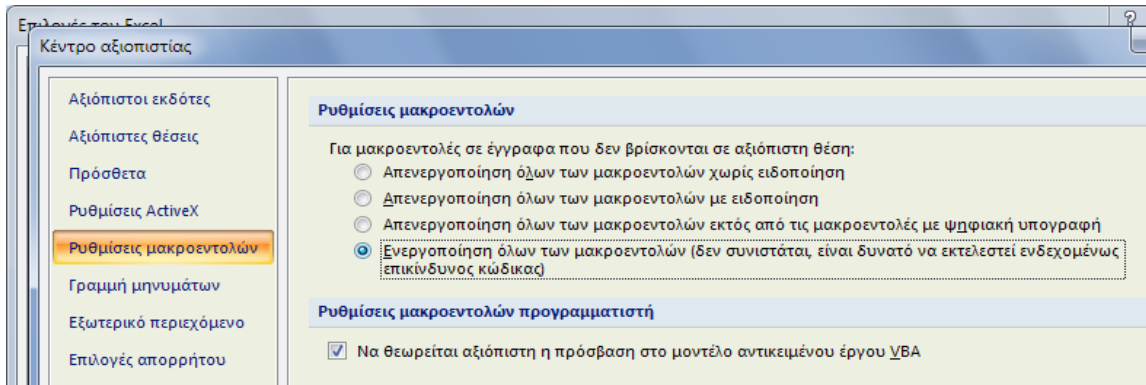 Επιλογές του Excel
Κέντρο αξιοπιστίας
Αξιόπιστοι εκδότες
Αξιόπιστες θέσεις
Πρόσθετα
Ρυθμίσεις ActiveX
Ρυθμίσεις μακροεντολών
Γραμμή μηνυμάτων
Εξωτερικό περιεχόμενο
Επιλογές απορρήτου
Ρυθμίσεις μακροεντολών
Για μακροεντολές σε έγγραφα που δεν βρίσκονται σε αξιόπιστη θέση:
Απενεργοποίηση όλων των μακροεντολών χωρίς ειδοποίηση
Απενεργοποίηση όλων των μακροεντολών με ειδοποίηση
Απενεργοποίηση όλων των μακροεντολών εκτός από τις μακροεντολές με ψηφιακή υπογραφή
Ενεργοποίηση όλων των μακροεντολών (δεν συνιστάται, είναι δυνατό να εκτελεστεί ενδεχομένως
επικίνδυνος κώδικας)
Ρυθμίσεις μακροεντολών προγραμματιστή
Να θεωρείται αξιόπιστη η πρόσβαση στο μοντέλο αντικειμένου έργου VBA